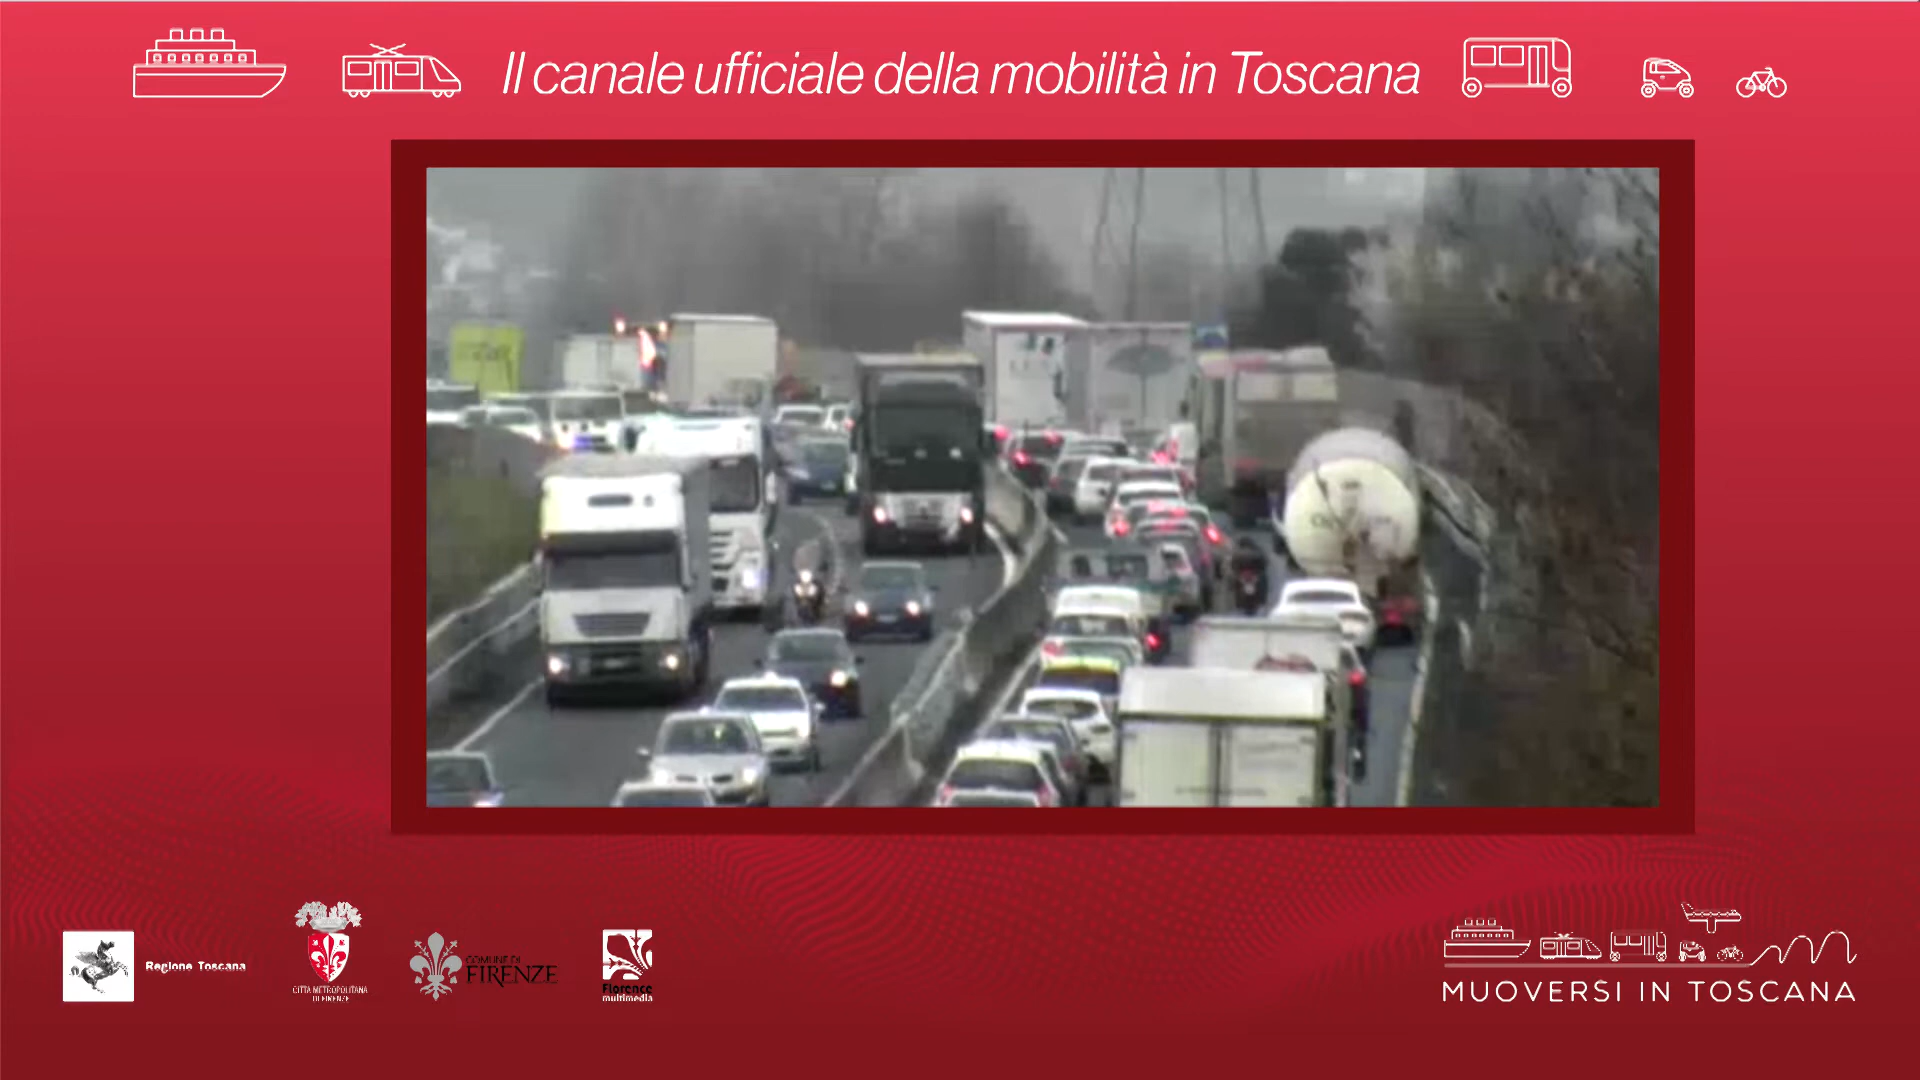 Il canale ufficiale della mobilità in Toscana
Regione Toscana
CITTÀ METROPOLITANA
DI FIRENZE
COMUNE DI
FIRENZE
Florence
multimedia
MUOVERSI IN TOSCANA